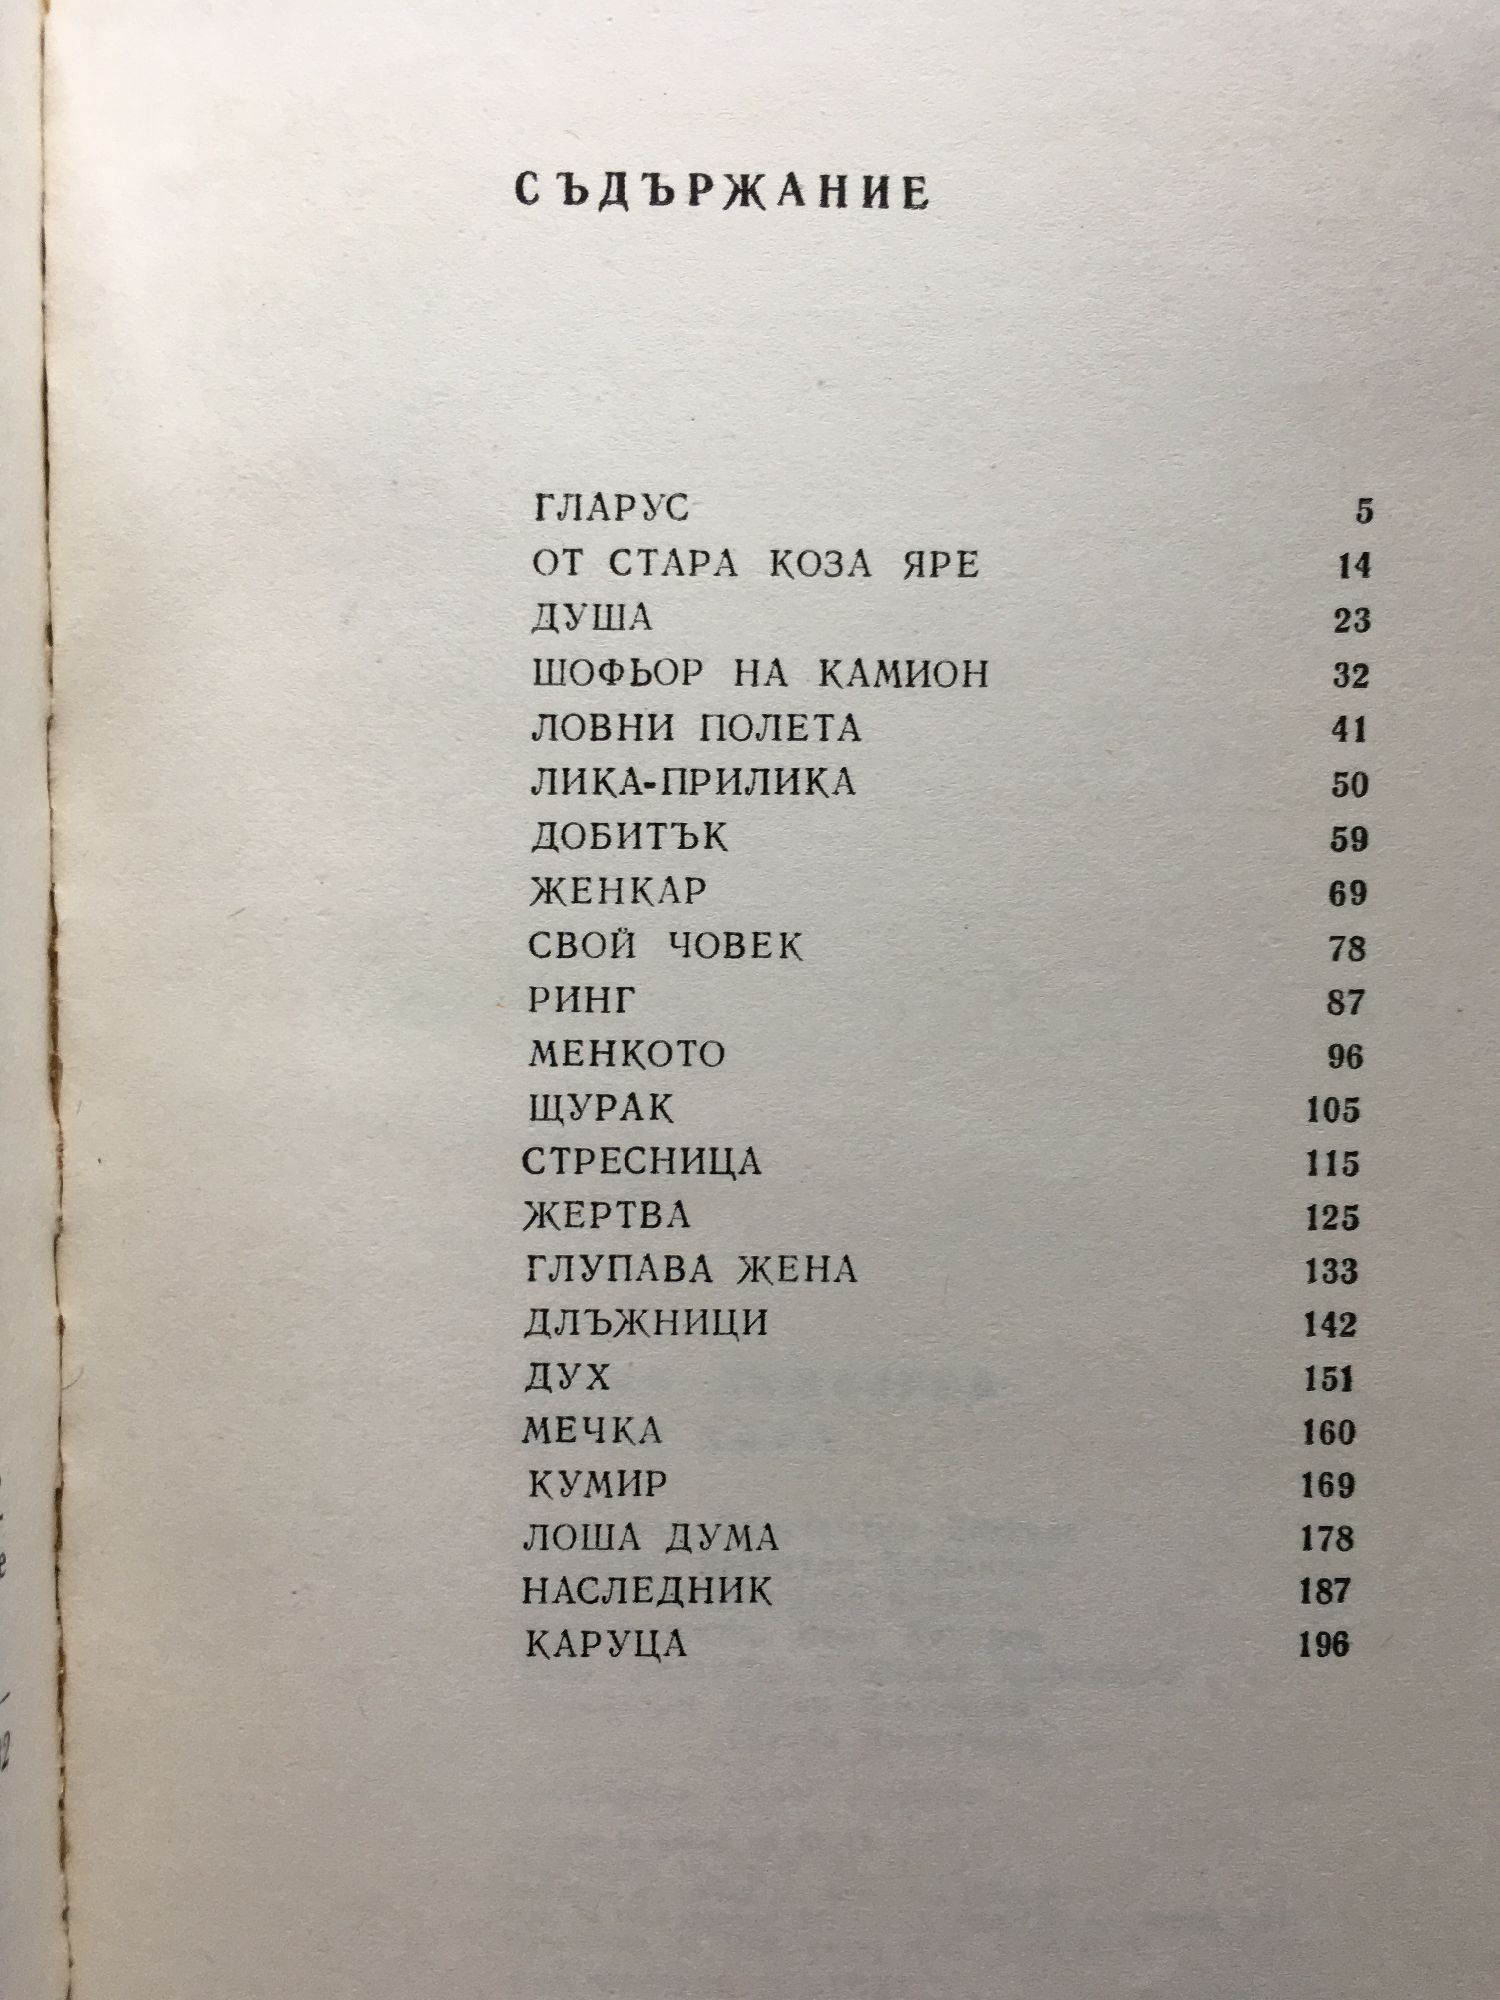 СЪДЪРЖАНИЕ
ГЛАРУС 5
ОТ СТАРА КОЗА ЯРЕ 14
ДУША 23
ШОФЬОР НА КАМИОН 32
ЛОВНИ ПОЛЕТА 41
ЛИКА-ПРИЛИКА 50
ДОБИТЪК 59
ЖЕНКАР 69
СВОЙ ЧОВЕК 78
РИНГ 87
МЕНКОТО 96
ЩУРАК 105
СТРЕСНИЦА 115
ЖЕРТВА 125
ГЛУПАВА ЖЕНА 133
ДЛЪЖНИЦИ 142
ДУХ 151
МЕЧКА 160
КУМИР 169
ЛОША ДУМА 178
НАСЛЕДНИК 187
КАРУЦА 196